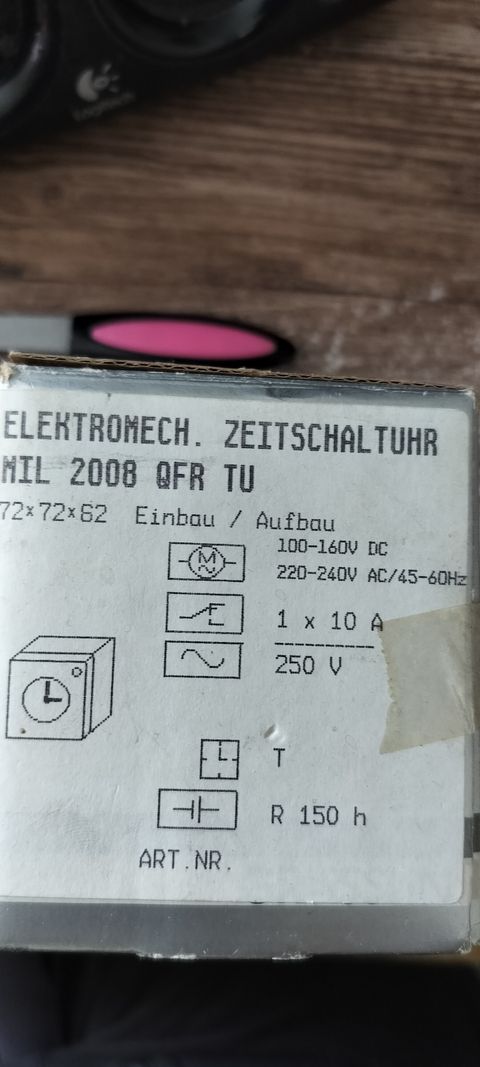 Logitech
ELEKTROMECH. ZEITSCHALTUHR
MIL 2008 QFR TU
72x72x62 Einbau / Aufbau
M
100-160V DC
220-240V AC/45-60Hz
1 x 10 A
250 V
T
R 150 h
ART.NR.